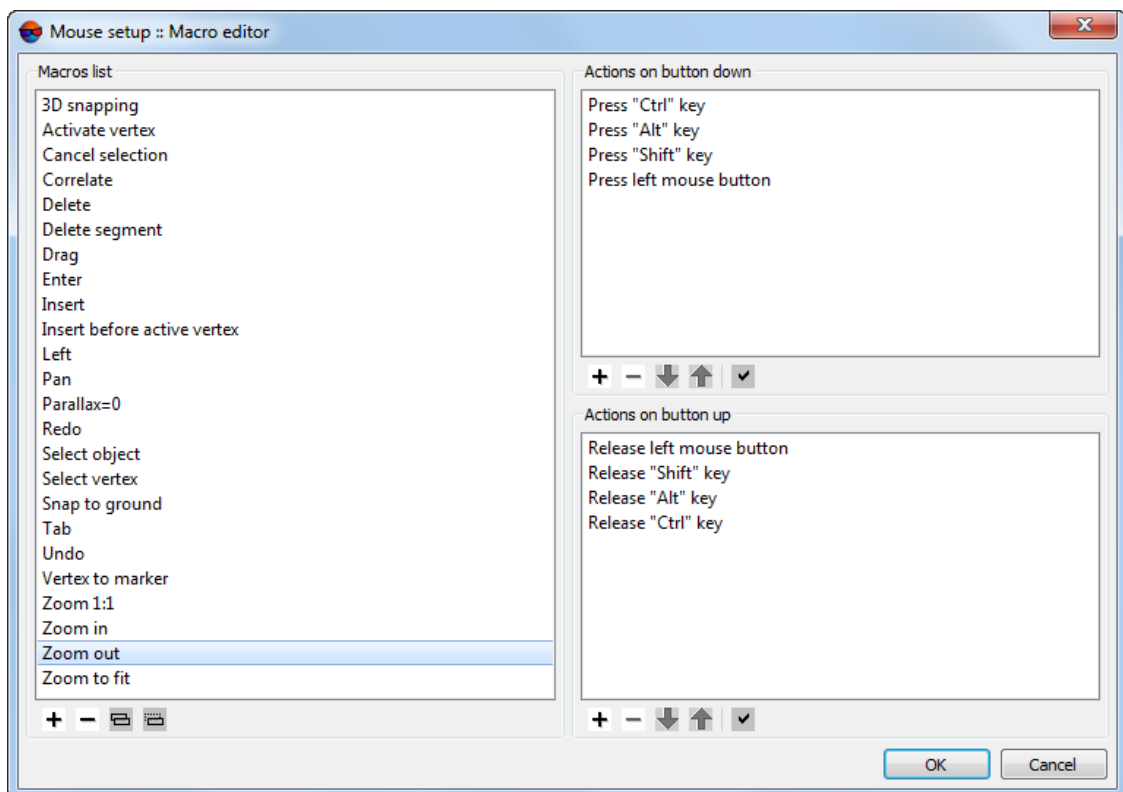 Mouse setup :: Macro editor
Macros list
3D snapping
Activate vertex
Cancel selection
Correlate
Delete
Delete segment
Drag
Enter
Insert
Insert before active vertex
Left
Pan
Parallax=0
Redo
Select object
Select vertex
Snap to ground
Tab
Undo
Vertex to marker
Zoom 1:1
Zoom in
Zoom out
Zoom to fit
Actions on button down
Press "Ctrl" key
Press "Alt" key
Press "Shift" key
Press left mouse button
Actions on button up
Release left mouse button
Release "Shift" key
Release "Alt" key
Release "Ctrl" key
OK
Cancel